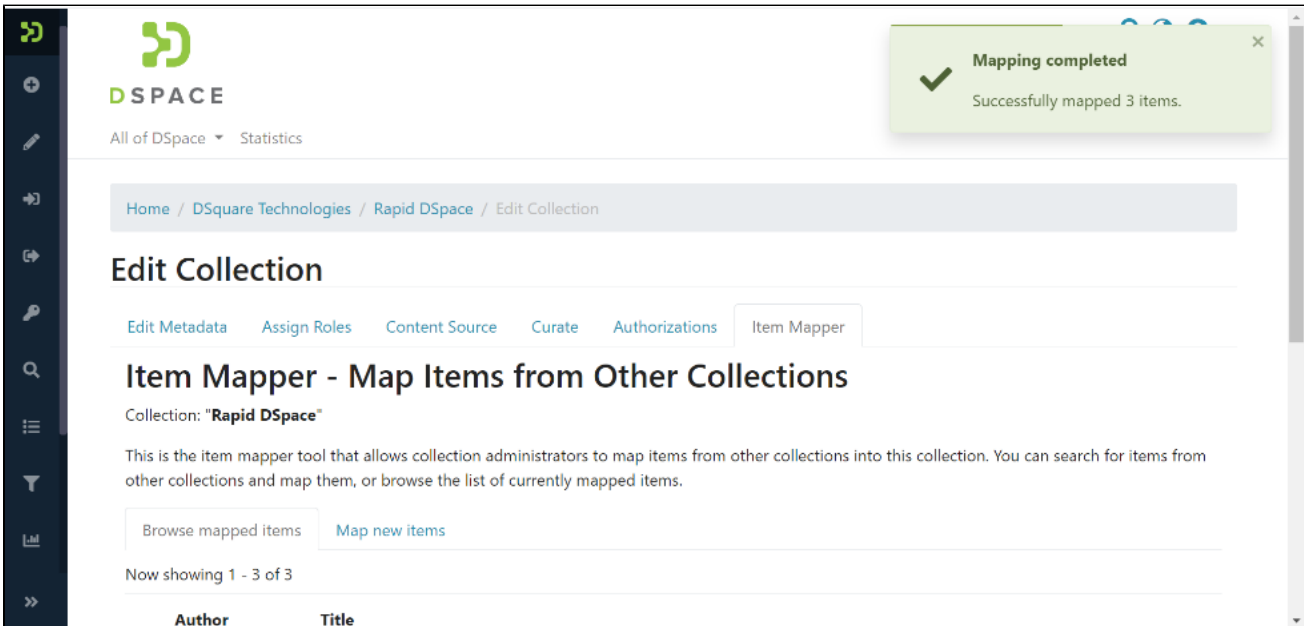 DSPACE
Mapping completed
Successfully mapped 3 items.
All of DSpace Statistics
Home / DSquare Technologies / Rapid DSpace / Edit Collection
Edit Collection
Edit Metadata Assign Roles Content Source Curate Authorizations Item Mapper
Item Mapper - Map Items from Other Collections
Collection: "Rapid DSpace"
This is the item mapper tool that allows collection administrators to map items from other collections into this collection. You can search for items from
other collections and map them, or browse the list of currently mapped items.
Browse mapped items Map new items
Now showing 1 - 3 of 3
Author Title